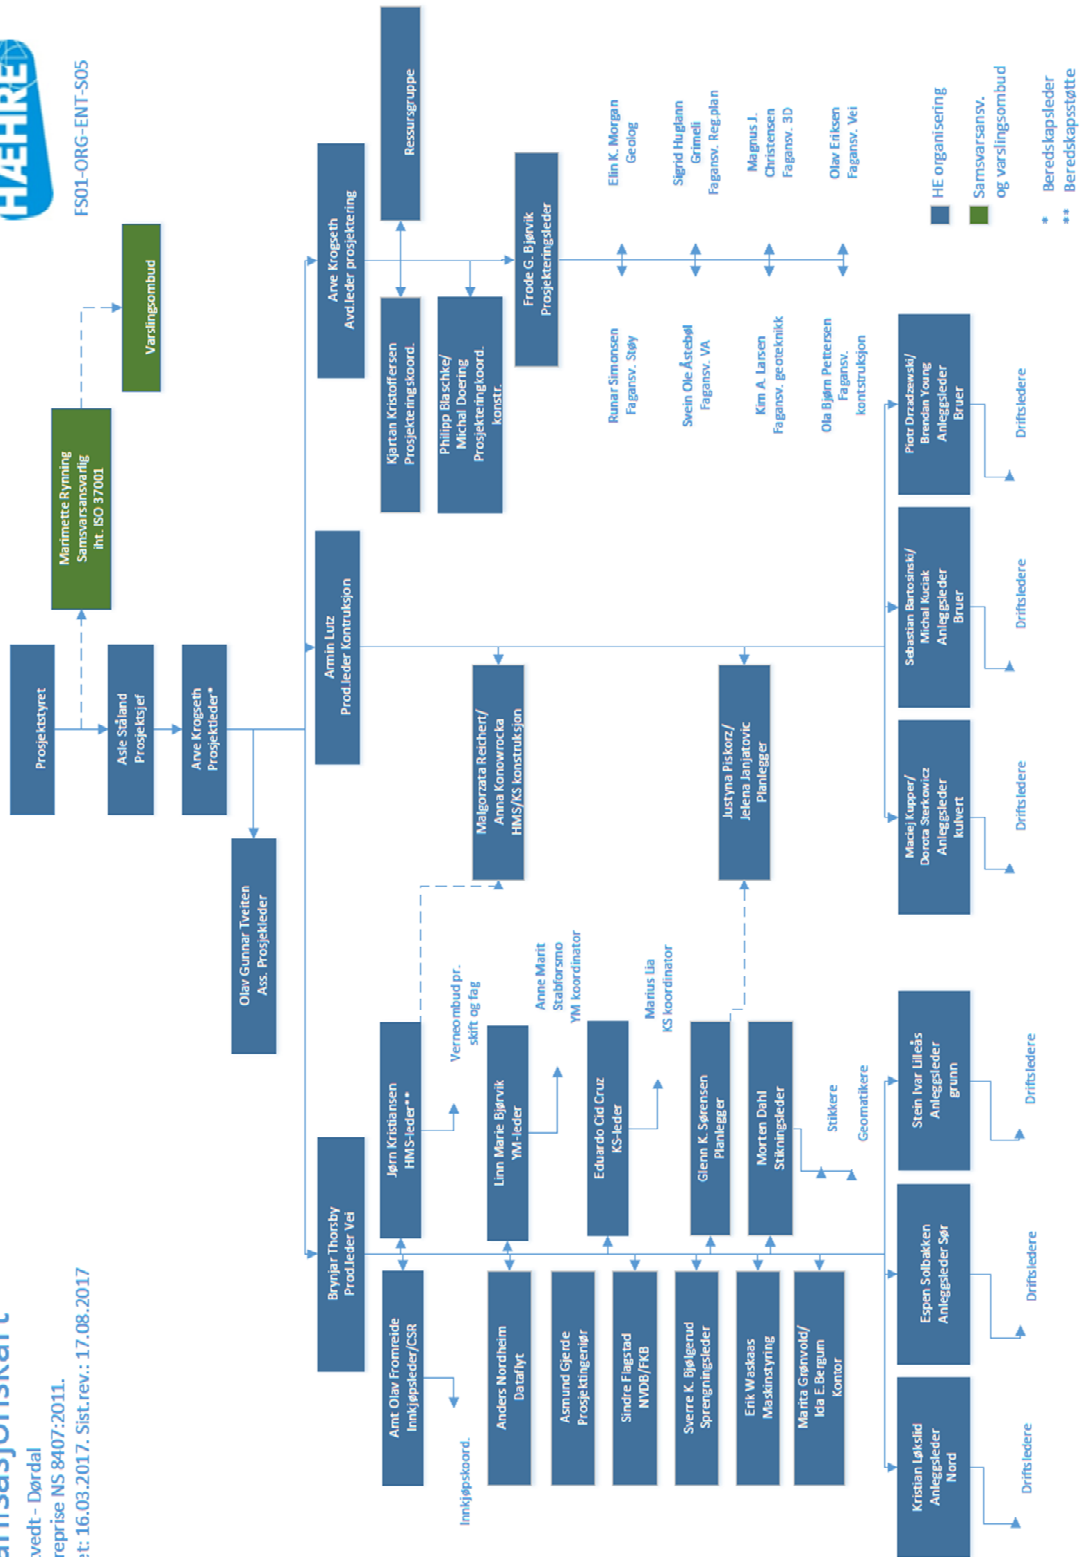 HÆHRE
FS01-ORG-ENT-S05
vedt - Dørdal
reprise NS 8407:2011.
et: 16.03.2017. Sist.rev.: 17.08.2017
Prosjektstyret
Marimette Rynning
Samsvarsansvarlig
iht. ISO 37001
Varslingsombud
Asle Ståland
Prosjektsjef
Arve Krogseth
Prosjektleder*
Olav Gunnar Tveiten
Ass. Prosjekleder
Brynjar Thorsby
Prod.leder Vei
Armin Lutz
Prod.leder Kontruksjon
Arve Krogseth
Avd.leder prosjektering
Arnt Olav Fromreide
Innkjøpsleder/CSR
Innkjøpskoord.
Jørn Kristiansen
HMS-leder**
Verneombud pr.
skift og fag
Anders Nordheim
Dataflyt
Linn Marie Bjørvik
YM-leder
Anne Marit
Stabforsmo
YM koordinator
Asmund Gjerde
Prosjektingeniør
Eduardo Cid Cruz
KS-leder
Marius Lia
KS koordinator
Sindre Flagstad
NVDB/FKB
Sverre K. Bjølgerud
Sprengningsleder
Glenn K. Sørensen
Planlegger
Erik Waskaas
Maskinstyring
Morten Dahl
Stikningsleder
Stikkere
Geomatikere
Marita Grønvold/
Ida E.Bergum
Kontor
Malgorzata Reichert/
Anna Konowrocka
HMS/KS konstruksjon
Justyna Piskorz/
Jelena Janjatovic
Planlegger
Kjartan Kristoffersen
Prosjekteringskoord.
Ressursgruppe
Philipp Blaschke/
Michal Doering
Prosjekteringkoord.
konstr.
Frode G. Bjørvik
Prosjekteringsleder
Runar Simonsen
Fagansv. Støy
Elin K. Morgan
Geolog
Svein Ole Åstebøl
Fagansv. VA
Sigrid Huglann
Grimeli
Fagansv. Reg.plan
Kim A. Larsen
Fagansv. geoteknikk
Magnus J.
Christensen
Fagansv. 3D
Ola Bjørn Pettersen
Fagansv.
kontstruksjon
Olav Eriksen
Fagansv. Vei
Kristian Løkslid
Anleggsleder
Nord
Driftsledere
Espen Solbakken
Anleggsleder Sør
Driftsledere
Stein Ivar Lilleås
Anleggsleder
grunn
Driftsledere
Maciej Kupper/
Dorota Sterkowicz
Anleggsleder
kulvert
Driftsledere
Sebastian Bartosinski/
Michal Kuciak
Anleggsleder
Bruer
Driftsledere
Piotr Drzadzewski/
Brendan Young
Anleggsleder
Bruer
Driftsledere
HE organisering
Samsvarsansv.
og varslingsombud
* Beredskapsleder
** Beredskapsstøtte